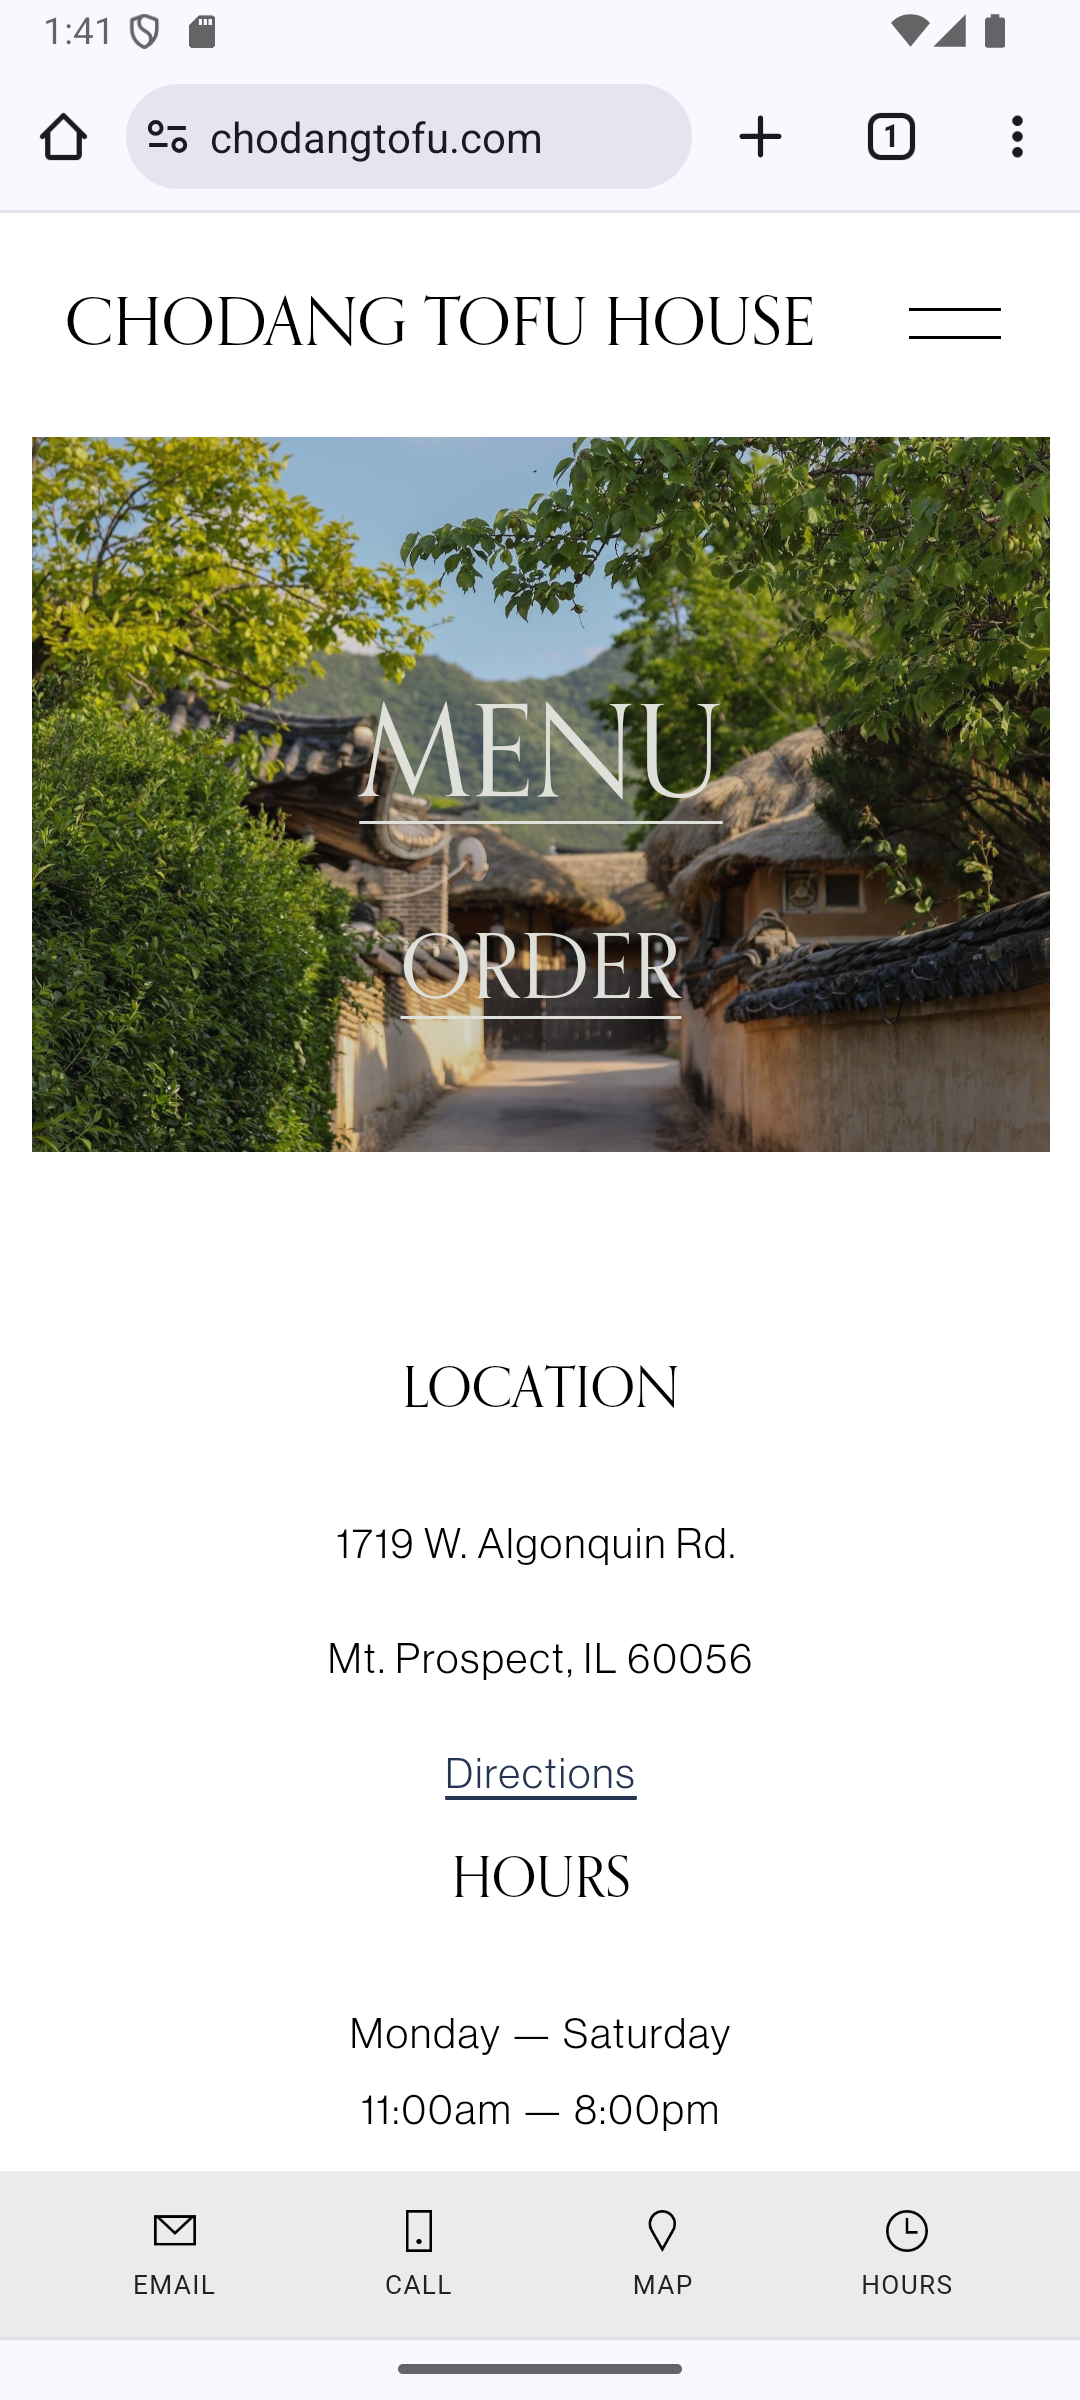 1:41
chodangtofu.com
1
CHODANG TOFU HOUSE
MENU
ORDER
LOCATION
1719 W. Algonquin Rd.
Mt. Prospect, IL 60056
Directions
HOURS
Monday — Saturday
11:00am — 8:00pm
EMAIL
CALL
MAP
HOURS